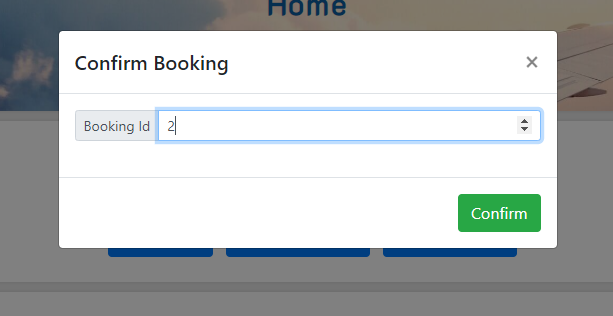 Home
Confirm Booking
×
Booking Id 2
Confirm